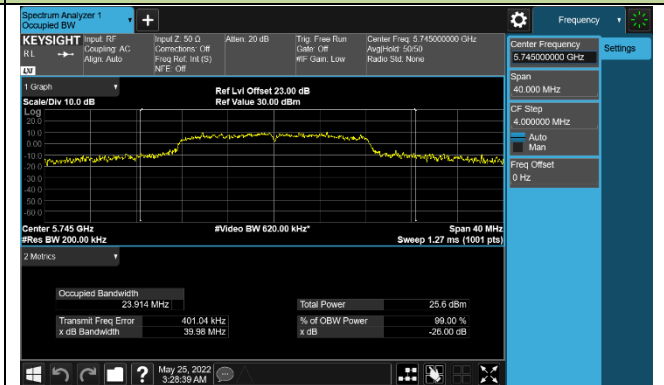 Spectrum Analyzer 1
Occupied BW
+
Frequency
KEYSIGHT
RL
LXI
Input: RF
Coupling: AC
Align: Auto
Input Z: 50 Ω
Corrections: Off
Freq Ref: Int (S)
NFE: Off
Atten: 20 dB
Trig: Free Run
Gate: Off
#IF Gain: Low
Center Freq: 5.745000000 GHz
Avg|Hold: 50/50
Radio Std: None
Center Frequency
5.745000000 GHz
Settings
Span
40.000 MHz
CF Step
4.000000 MHz
Auto
Man
Freq Offset
0 Hz
1 Graph
Scale/Div 10.0 dB
Ref Lvl Offset 23.00 dB
Ref Value 30.00 dBm
Log
20.0
10.0
0.00
-10.0
-20.0
-30.0
-40.0
-50.0
-60.0
Center 5.745 GHz
#Video BW 620.00 kHz*
Span 40 MHz
#Res BW 200.00 kHz
Sweep 1.27 ms (1001 pts)
2 Metrics
Occupied Bandwidth
23.914 MHz
Total Power 25.6 dBm
Transmit Freq Error 401.04 kHz
% of OBW Power 99.00 %
x dB Bandwidth 39.98 MHz
x dB -26.00 dB
?
May 25, 2022
3:28:39 AM